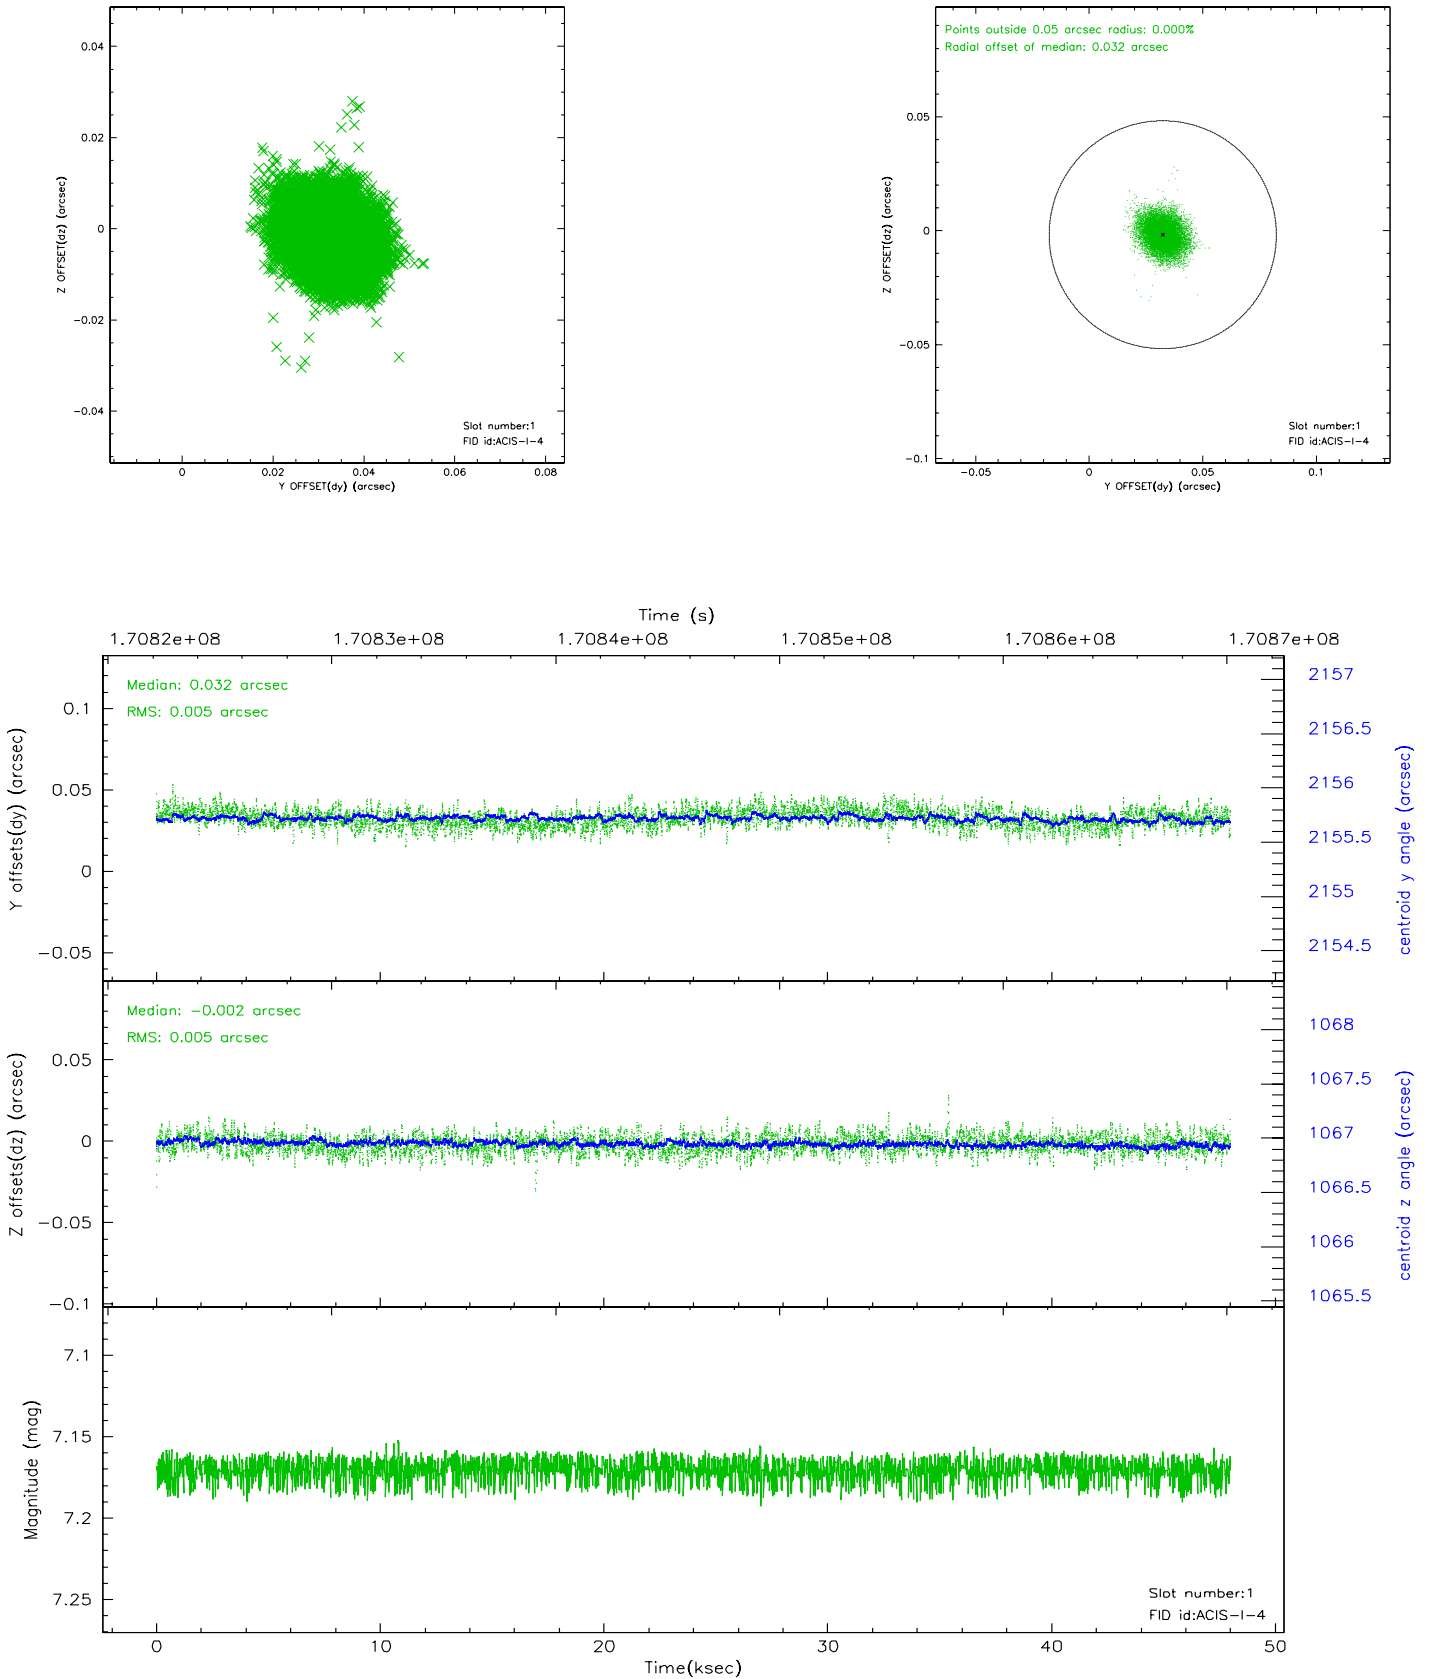 0.04
0.02
0
-0.02
-0.04
Z OFFSET(dz) (arcsec)
Slot number:1
FID id:ACIS-I-4
0
0.02
0.04
0.06
0.08
Y OFFSET(dy) (arcsec)
Points outside 0.05 arcsec radius: 0.000%
Radial offset of median: 0.032 arcsec
0.05
0
-0.05
-0.1
Z OFFSET(dz) (arcsec)
Slot number:1
FID id:ACIS-I-4
-0.05
0
0.05
0.1
Y OFFSET(dy) (arcsec)
Time (s)
1.7082e+08
1.7083e+08
1.7084e+08
1.7085e+08
1.7086e+08
1.7087e+08
Median: 0.032 arcsec
RMS: 0.005 arcsec
0.1
0.05
0
-0.05
Y offsets(dy) (arcsec)
2157
2156.5
2156
2155.5
2155
2154.5
centroid y angle (arcsec)
Median: -0.002 arcsec
RMS: 0.005 arcsec
0.05
0
-0.05
-0.1
Z offsets(dz) (arcsec)
1068
1067.5
1067
1066.5
1066
1065.5
centroid z angle (arcsec)
7.1
7.15
7.2
7.25
Magnitude (mag)
Slot number:1
FID id:ACIS-I-4
0
10
20
30
40
50
Time(ksec)